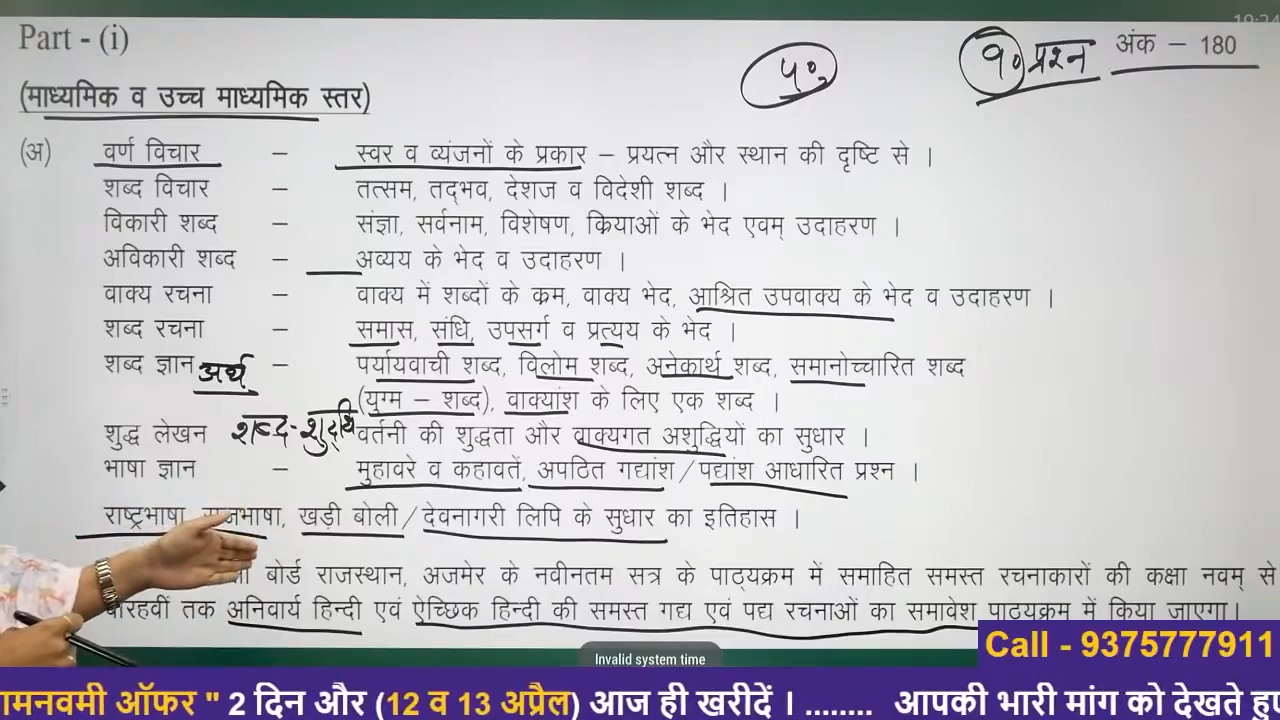 Part - (i)
५०
९० प्रश्न अंक – 180
(माध्यमिक व उच्च माध्यमिक स्तर)
(अ) वर्ण विचार – स्वर व व्यंजनों के प्रकार – प्रयत्न और स्थान की दृष्टि से ।
शब्द विचार – तत्सम, तद्भव, देशज व विदेशी शब्द ।
विकारी शब्द – संज्ञा, सर्वनाम, विशेषण, कियाओं के भेद एवम् उदाहरण ।
अविकारी शब्द – अव्यय के भेद व उदाहरण ।
वाक्य रचना – वाक्य में शब्दों के कम, वाक्य भेद, आश्रित उपवाक्य के भेद व उदाहरण ।
शब्द रचना – समास, संधि, उपसर्ग व प्रत्यय के भेद ।
शब्द ज्ञान अर्थ – पर्यायवाची शब्द, विलोम शब्द, अनेकार्थ शब्द, समानोच्चारित शब्द
(युग्म – शब्द), वाक्यांश के लिए एक शब्द ।
शुद्ध लेखन शब्द-शुद्धि वर्तनी की शुद्धता और वाक्यगत अशुद्धियों का सुधार ।
भाषा ज्ञान – मुहावरे व कहावतें, अपठित गद्यांश/पद्यांश आधारित प्रश्न ।
राष्ट्रभाषा, राजभाषा, खड़ी बोली/देवनागरी लिपि के सुधार का इतिहास ।
बोर्ड राजस्थान, अजमेर के नवीनतम सत्र के पाठ्यक्रम में समाहित समस्त रचनाकारों की कक्षा नवम् से
बारहवीं तक अनिवार्य हिन्दी एवं ऐच्छिक हिन्दी की समस्त गद्य एवं पद्य रचनाओं का समावेश पाठ्यक्रम में किया जाएगा।
Call - 9375777911
Invalid system time
ामनवमी ऑफर " 2 दिन और (12 व 13 अप्रैल) आज ही खरीदें । ........ आपकी भारी मांग को देखते हुए